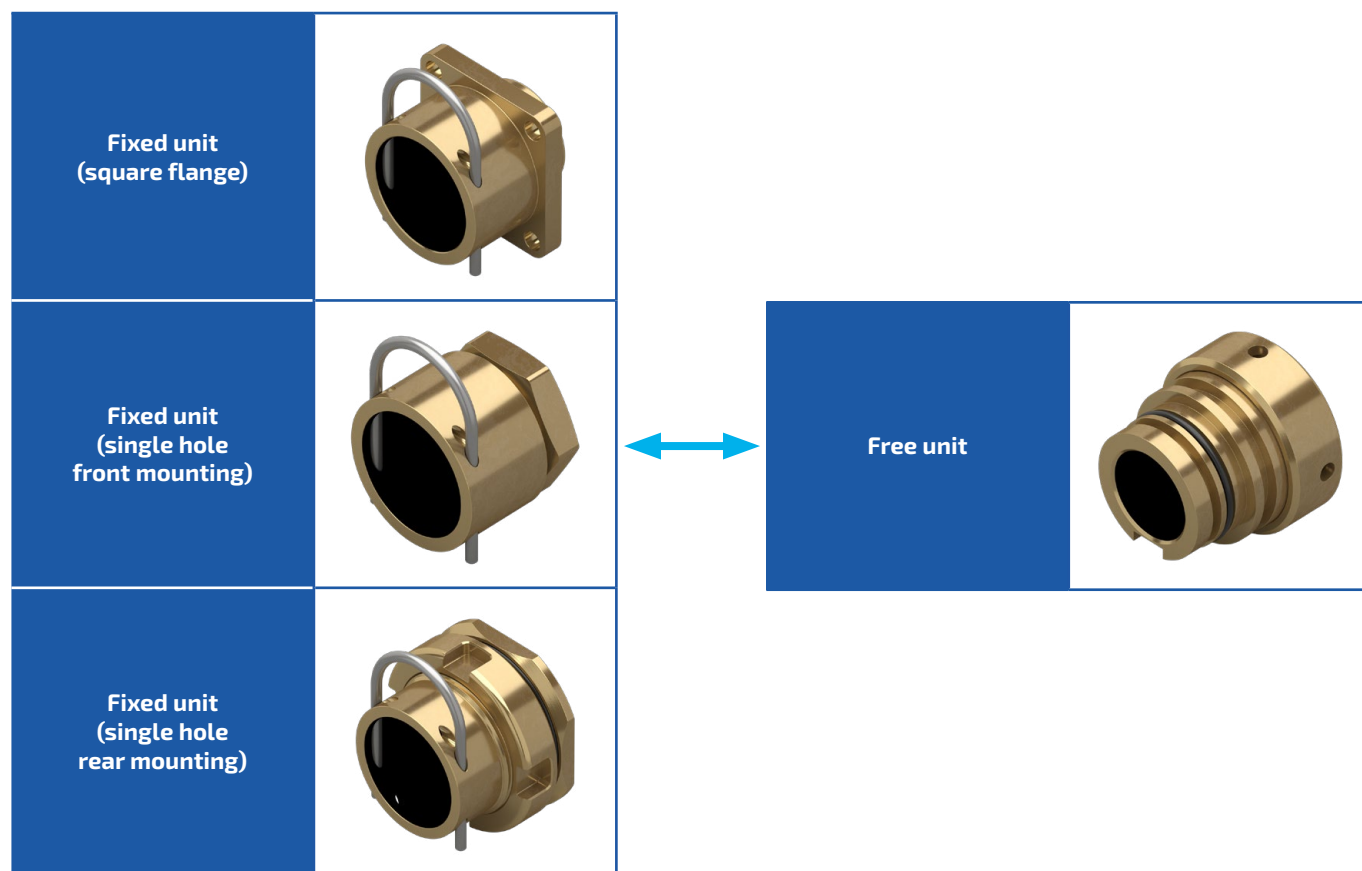 Fixed unit
(square flange)
Fixed unit
(single hole
front mounting)
Free unit
Fixed unit
(single hole
rear mounting)